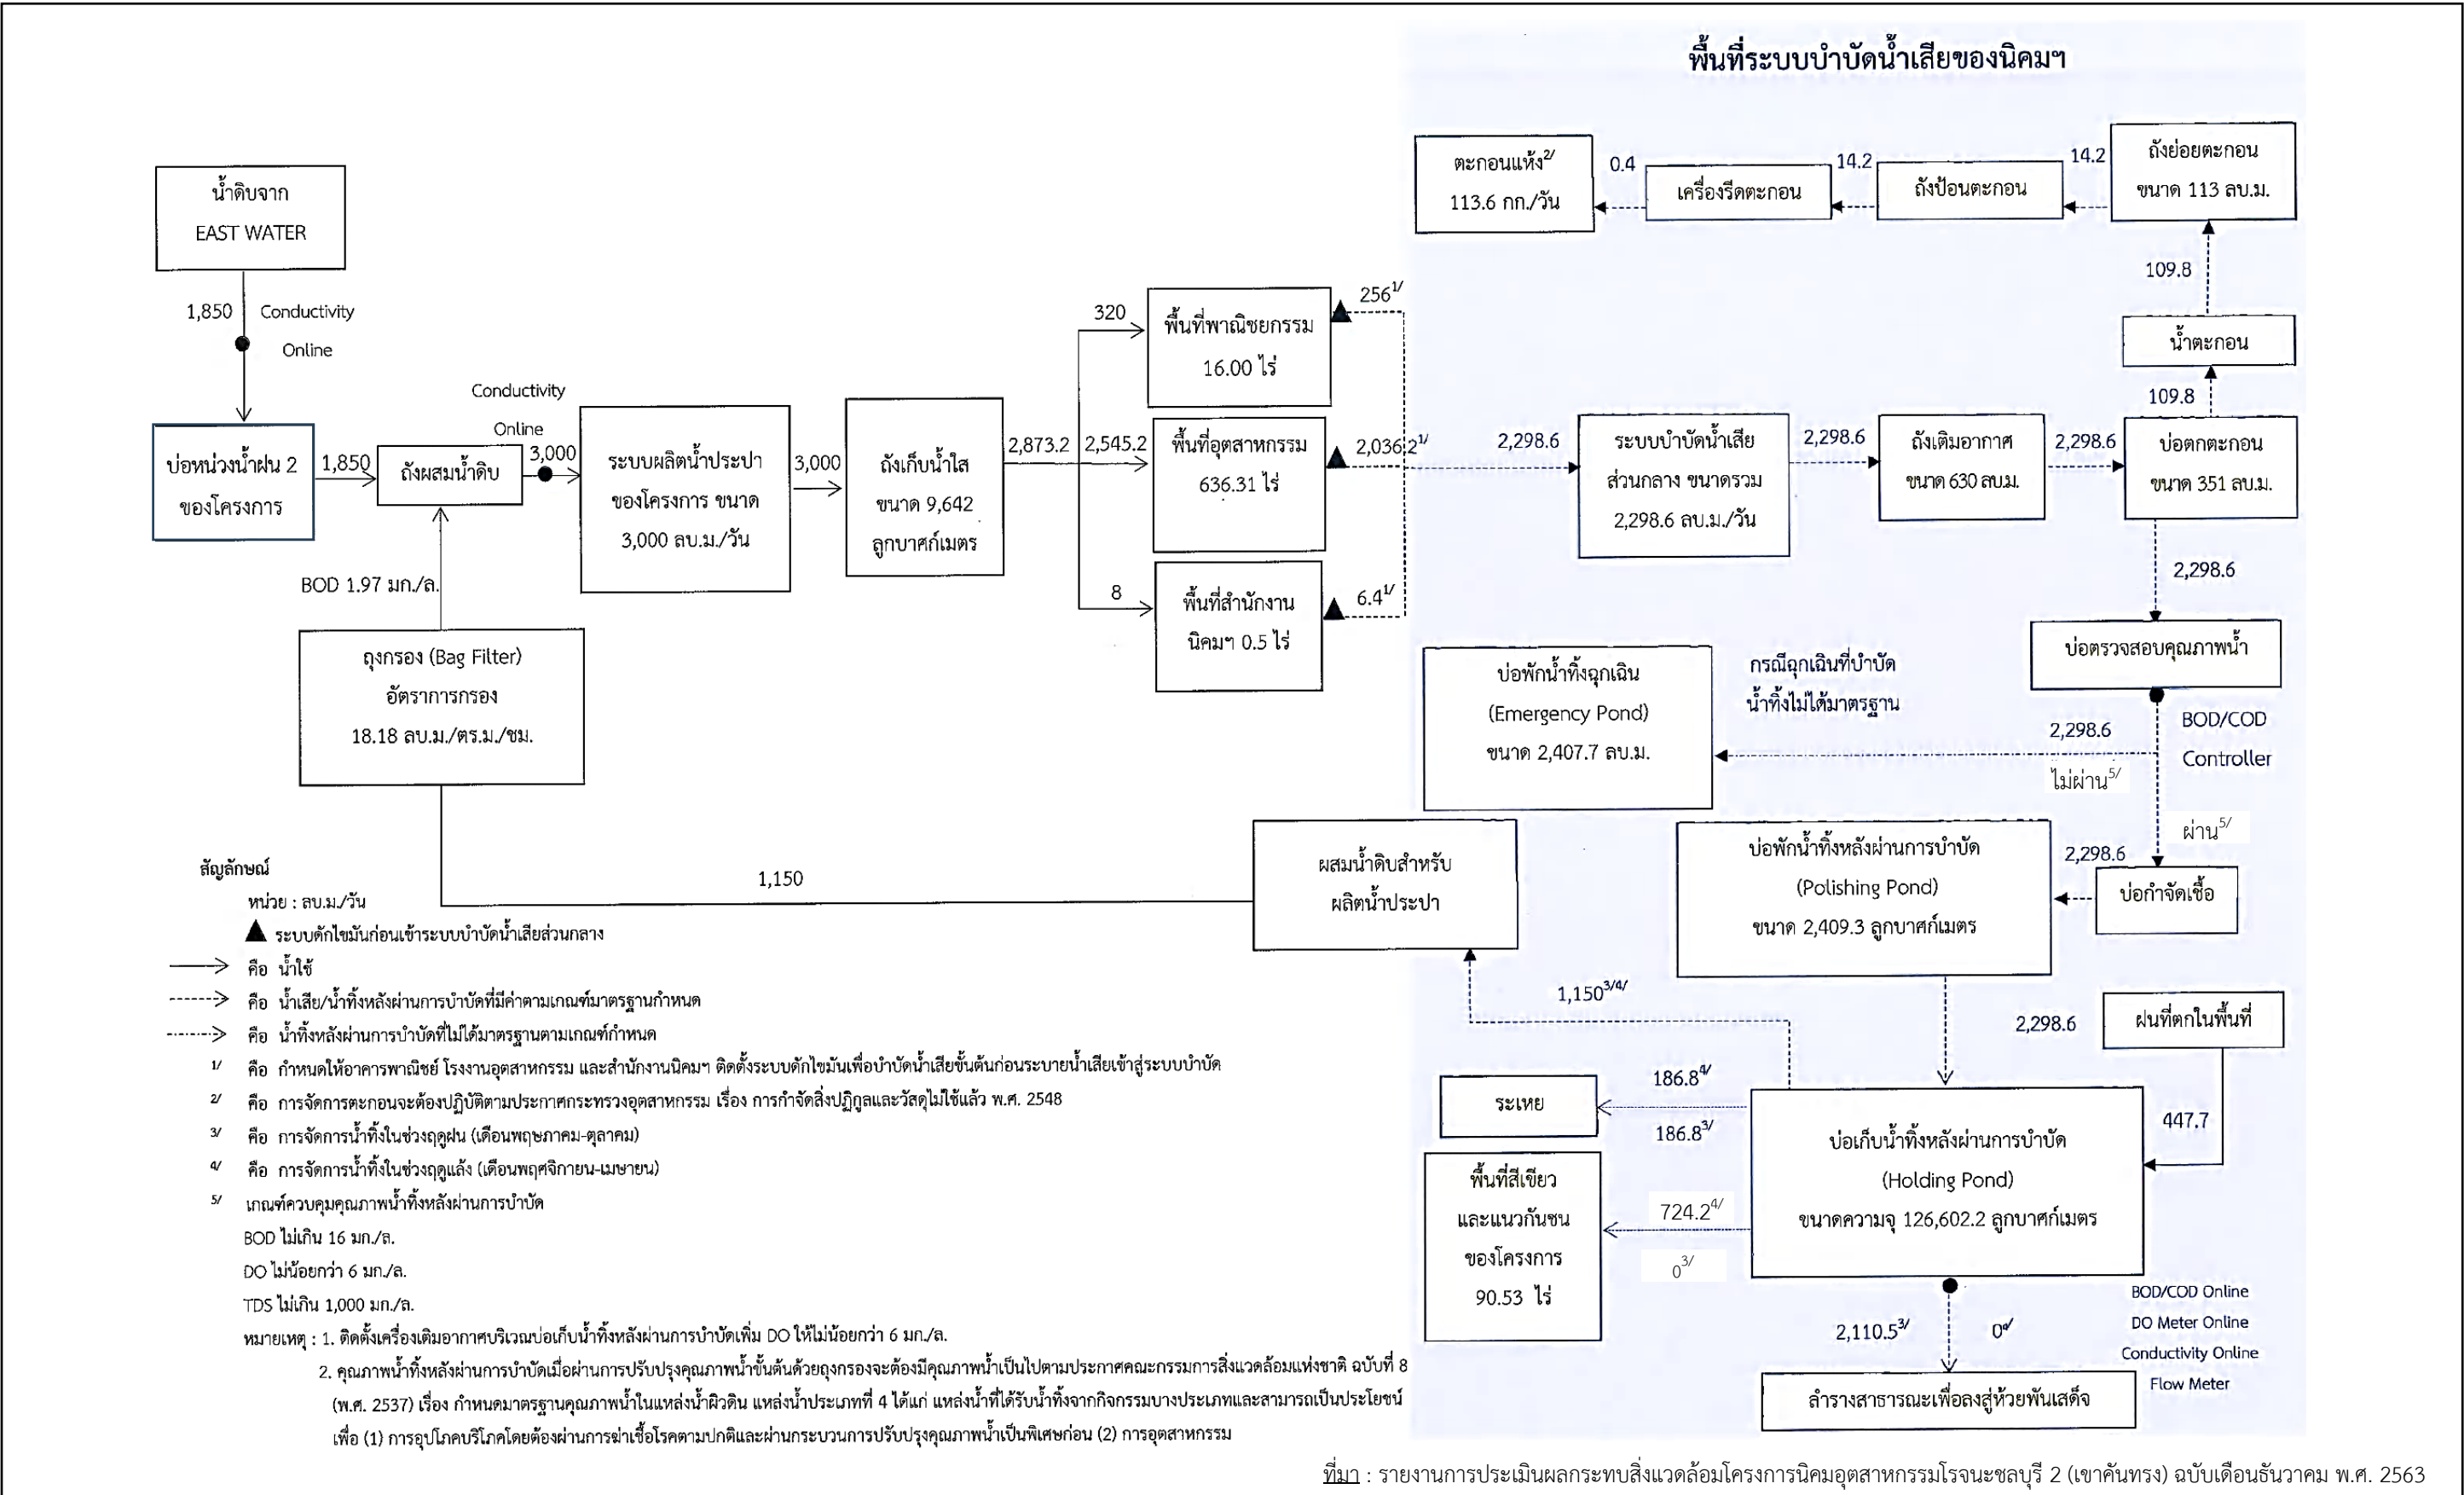 พื้นที่ระบบบำบัดน้ำเสียของนิคมฯ
น้ำดิบจาก
EAST WATER
1,850
Conductivity
Online
บ่อหน่วงน้ำฝน 2
ของโครงการ
1,850
ถังผสมน้ำดิบ
Conductivity
Online
3,000
ระบบผลิตน้ำประปา
ของโครงการ ขนาด
3,000 ลบ.ม./วัน
3,000
ถังเก็บน้ำใส
ขนาด 9,642
ลูกบาศก์เมตร
2,873.2
320
2,545.2
8
พื้นที่พาณิชยกรรม
16.00 ไร่
พื้นที่อุตสาหกรรม
636.31 ไร่
พื้นที่สำนักงาน
นิคมฯ 0.5 ไร่
256¹/
2,036.2¹/
6.4¹/
2,298.6
ระบบบำบัดน้ำเสีย
ส่วนกลาง ขนาดรวม
2,298.6 ลบ.ม./วัน
2,298.6
ถังเติมอากาศ
ขนาด 630 ลบ.ม.
2,298.6
บ่อตกตะกอน
ขนาด 351 ลบ.ม.
109.8
น้ำตะกอน
109.8
ถังย่อยตะกอน
ขนาด 113 ลบ.ม.
14.2
ถังป้อนตะกอน
14.2
เครื่องรีดตะกอน
0.4
ตะกอนแห้ง²/
113.6 กก./วัน
2,298.6
บ่อตรวจสอบคุณภาพน้ำ
BOD/COD
Controller
2,298.6
ไม่ผ่าน⁵/
กรณีฉุกเฉินที่บำบัด
น้ำทิ้งไม่ได้มาตรฐาน
บ่อพักน้ำทิ้งฉุกเฉิน
(Emergency Pond)
ขนาด 2,407.7 ลบ.ม.
ผ่าน⁵/
2,298.6
บ่อกำจัดเชื้อ
บ่อพักน้ำทิ้งหลังผ่านการบำบัด
(Polishing Pond)
ขนาด 2,409.3 ลูกบาศก์เมตร
2,298.6
ฝนที่ตกในพื้นที่
447.7
บ่อเก็บน้ำทิ้งหลังผ่านการบำบัด
(Holding Pond)
ขนาดความจุ 126,602.2 ลูกบาศก์เมตร
1,150³/⁴/
ผสมน้ำดิบสำหรับ
ผลิตน้ำประปา
1,150
ถุงกรอง (Bag Filter)
อัตราการกรอง
18.18 ลบ.ม./ตร.ม./ชม.
BOD 1.97 มก./ล.
186.8⁴/
186.8³/
ระเหย
724.2⁴/
0³/
พื้นที่สีเขียว
และแนวกันชน
ของโครงการ
90.53 ไร่
2,110.5³/
0⁴/
BOD/COD Online
DO Meter Online
Conductivity Online
Flow Meter
ลำรางสาธารณะเพื่อลงสู่ห้วยพันเสด็จ
สัญลักษณ์
หน่วย : ลบ.ม./วัน
▲ ระบบดักไขมันก่อนเข้าระบบบำบัดน้ำเสียส่วนกลาง
คือ น้ำใช้
คือ น้ำเสีย/น้ำทิ้งหลังผ่านการบำบัดที่มีค่าตามเกณฑ์มาตรฐานกำหนด
คือ น้ำทิ้งหลังผ่านการบำบัดที่ไม่ได้มาตรฐานตามเกณฑ์กำหนด
¹/ คือ กำหนดให้อาคารพาณิชย์ โรงงานอุตสาหกรรม และสำนักงานนิคมฯ ติดตั้งระบบดักไขมันเพื่อบำบัดน้ำเสียขั้นต้นก่อนระบายน้ำเสียเข้าสู่ระบบบำบัด
²/ คือ การจัดการตะกอนจะต้องปฏิบัติตามประกาศกระทรวงอุตสาหกรรม เรื่อง การกำจัดสิ่งปฏิกูลและวัสดุไม่ใช้แล้ว พ.ศ. 2548
³/ คือ การจัดการน้ำทิ้งในช่วงฤดูฝน (เดือนพฤษภาคม-ตุลาคม)
⁴/ คือ การจัดการน้ำทิ้งในช่วงฤดูแล้ง (เดือนพฤศจิกายน-เมษายน)
⁵/ เกณฑ์ควบคุมคุณภาพน้ำทิ้งหลังผ่านการบำบัด
BOD ไม่เกิน 16 มก./ล.
DO ไม่น้อยกว่า 6 มก./ล.
TDS ไม่เกิน 1,000 มก./ล.
หมายเหตุ : 1. ติดตั้งเครื่องเติมอากาศบริเวณบ่อเก็บน้ำทิ้งหลังผ่านการบำบัดเพิ่ม DO ให้ไม่น้อยกว่า 6 มก./ล.
2. คุณภาพน้ำทิ้งหลังผ่านการบำบัดเมื่อผ่านการปรับปรุงคุณภาพน้ำขั้นต้นด้วยถุงกรองจะต้องมีคุณภาพน้ำเป็นไปตามประกาศคณะกรรมการสิ่งแวดล้อมแห่งชาติ ฉบับที่ 8
(พ.ศ. 2537) เรื่อง กำหนดมาตรฐานคุณภาพน้ำในแหล่งน้ำผิวดิน แหล่งน้ำประเภทที่ 4 ได้แก่ แหล่งน้ำที่ได้รับน้ำทิ้งจากกิจกรรมบางประเภทและสามารถเป็นประโยชน์
เพื่อ (1) การอุปโภคบริโภคโดยต้องผ่านการฆ่าเชื้อโรคตามปกติและผ่านกระบวนการปรับปรุงคุณภาพน้ำเป็นพิเศษก่อน (2) การอุตสาหกรรม
ที่มา : รายงานการประเมินผลกระทบสิ่งแวดล้อมโครงการนิคมอุตสาหกรรมโรจนะชลบุรี 2 (เขาคันทรง) ฉบับเดือนธันวาคม พ.ศ. 2563